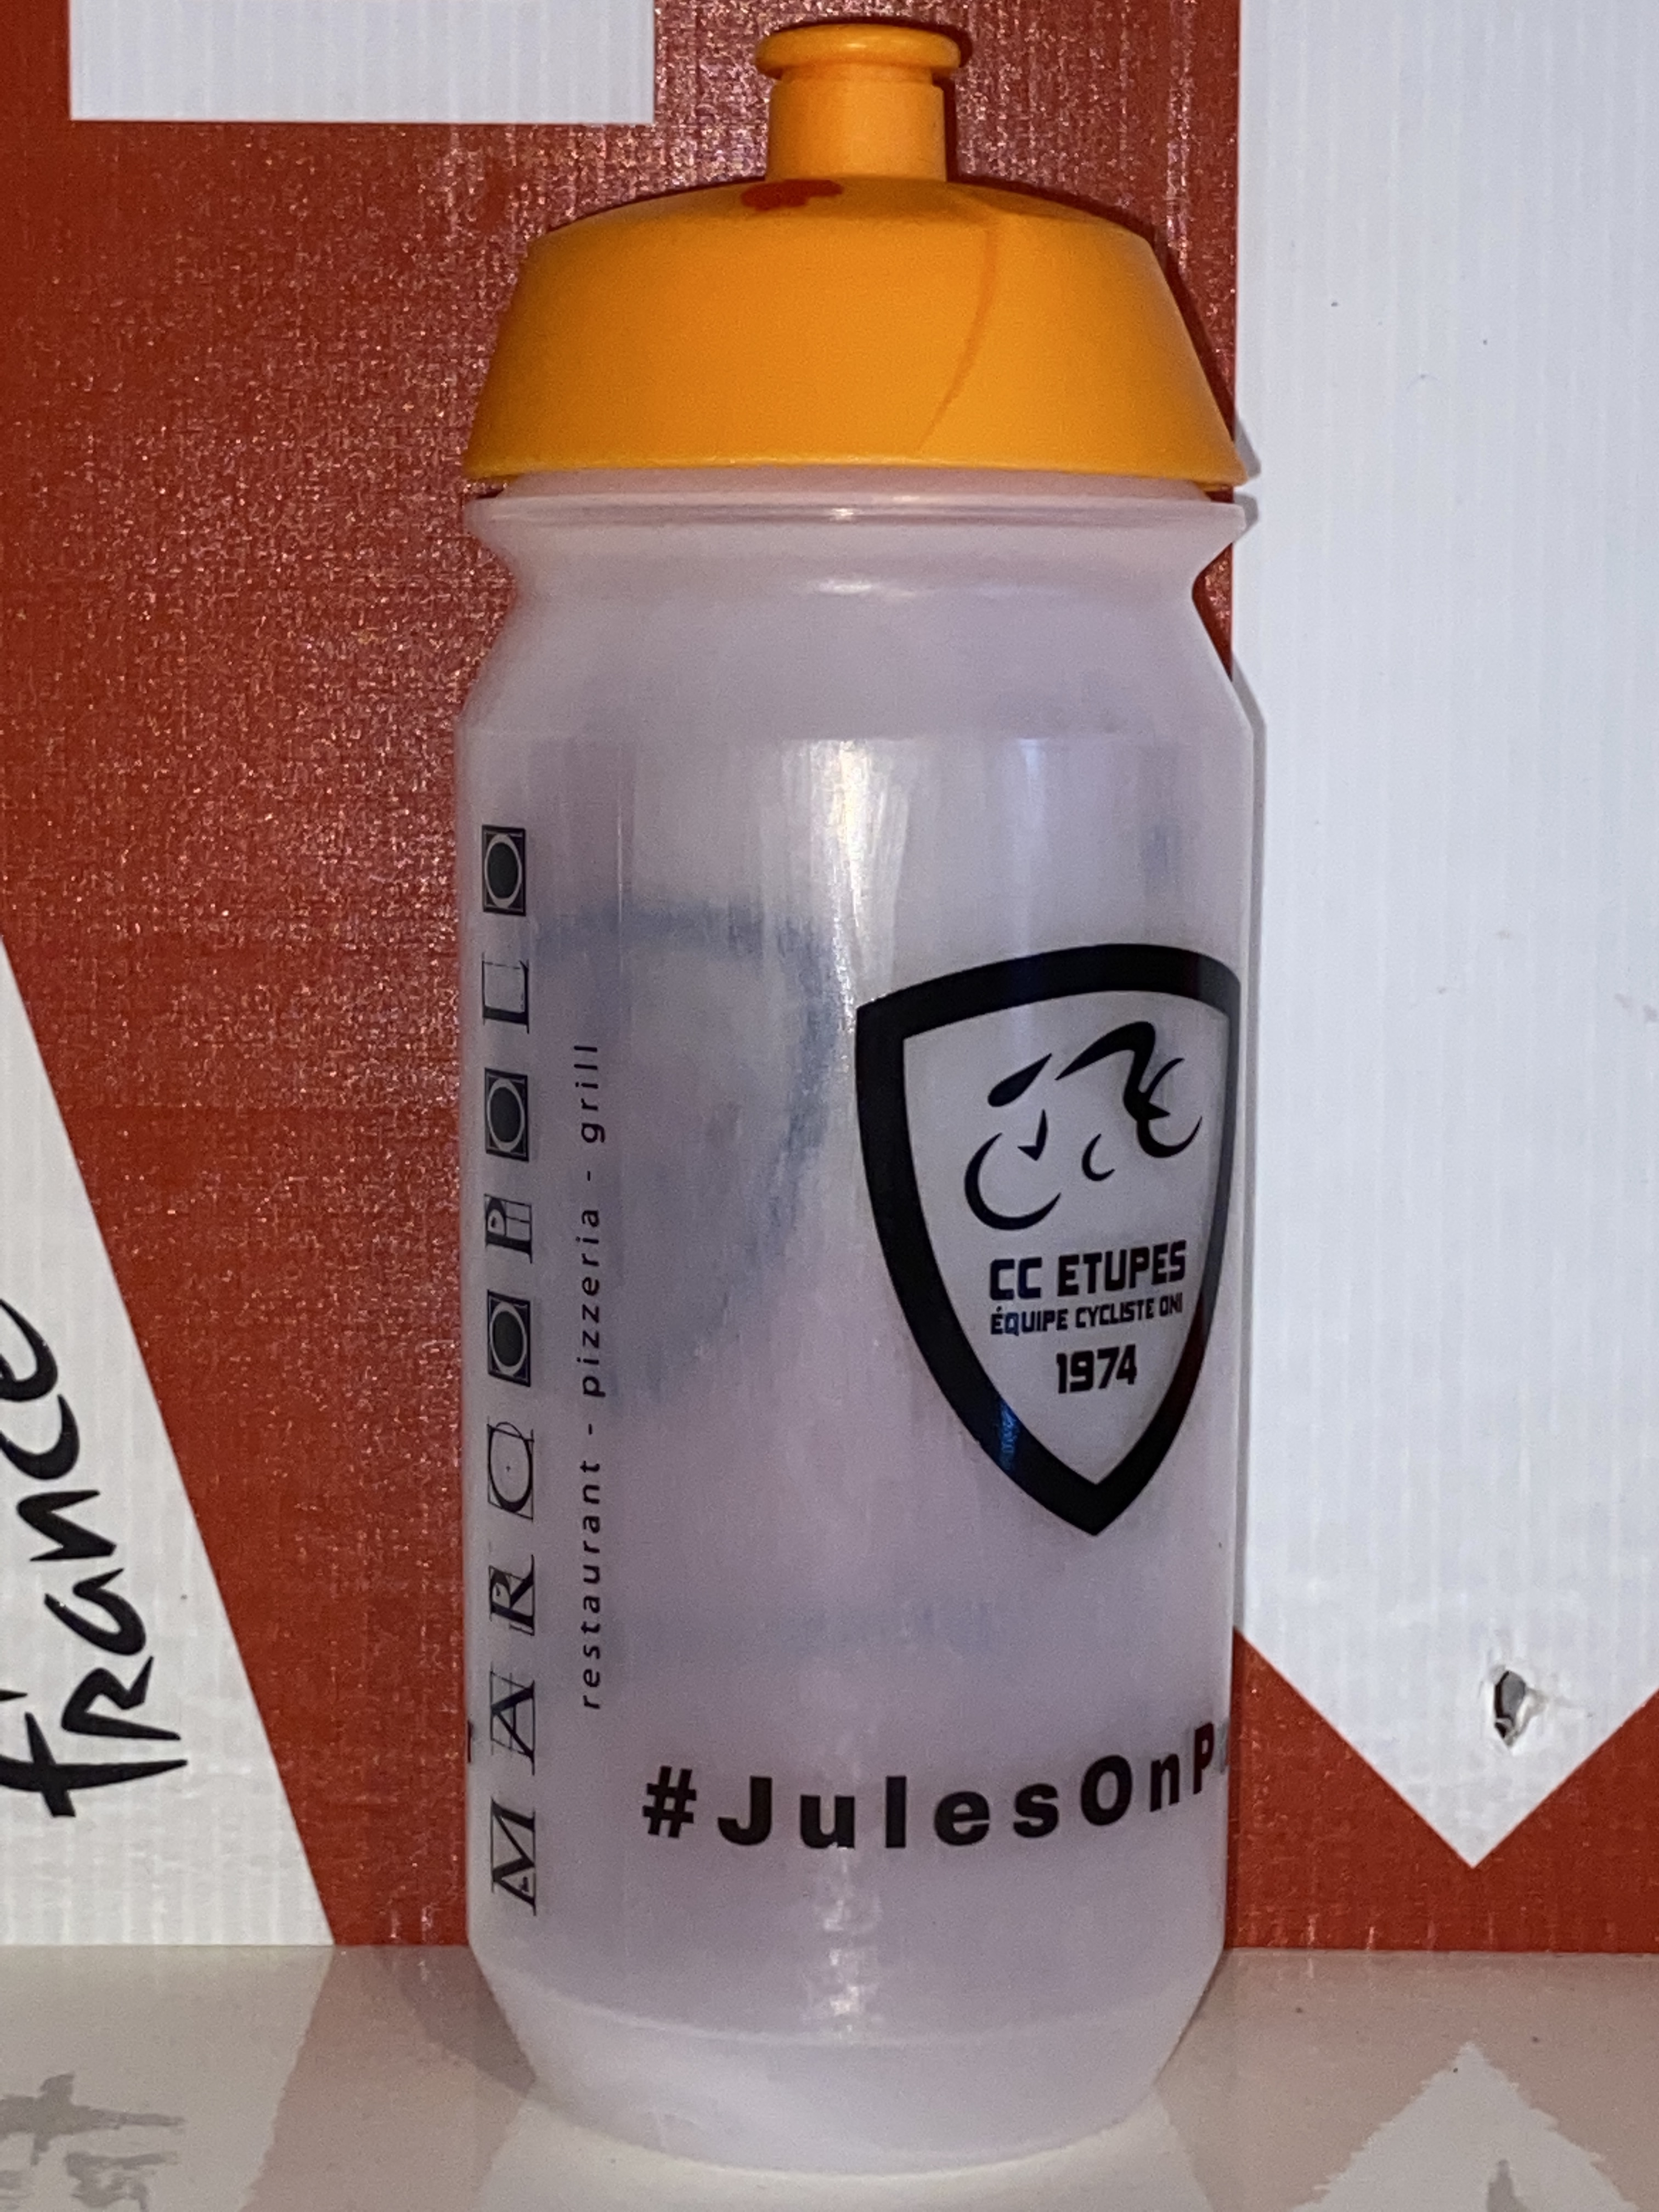 MARCOPOLO
restaurant - pizzeria - grill
CC ETUPES
ÉQUIPE CYCLISTE DN1
1974
#JulesOnP
france